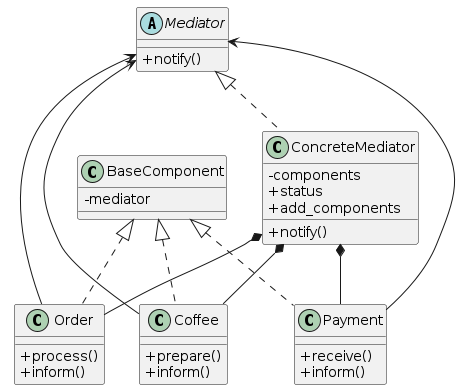 A Mediator
+notify()
C BaseComponent
-mediator
C ConcreteMediator
-components
+status
+add_components
+notify()
C Order
+process()
+inform()
C Coffee
+prepare()
+inform()
C Payment
+receive()
+inform()